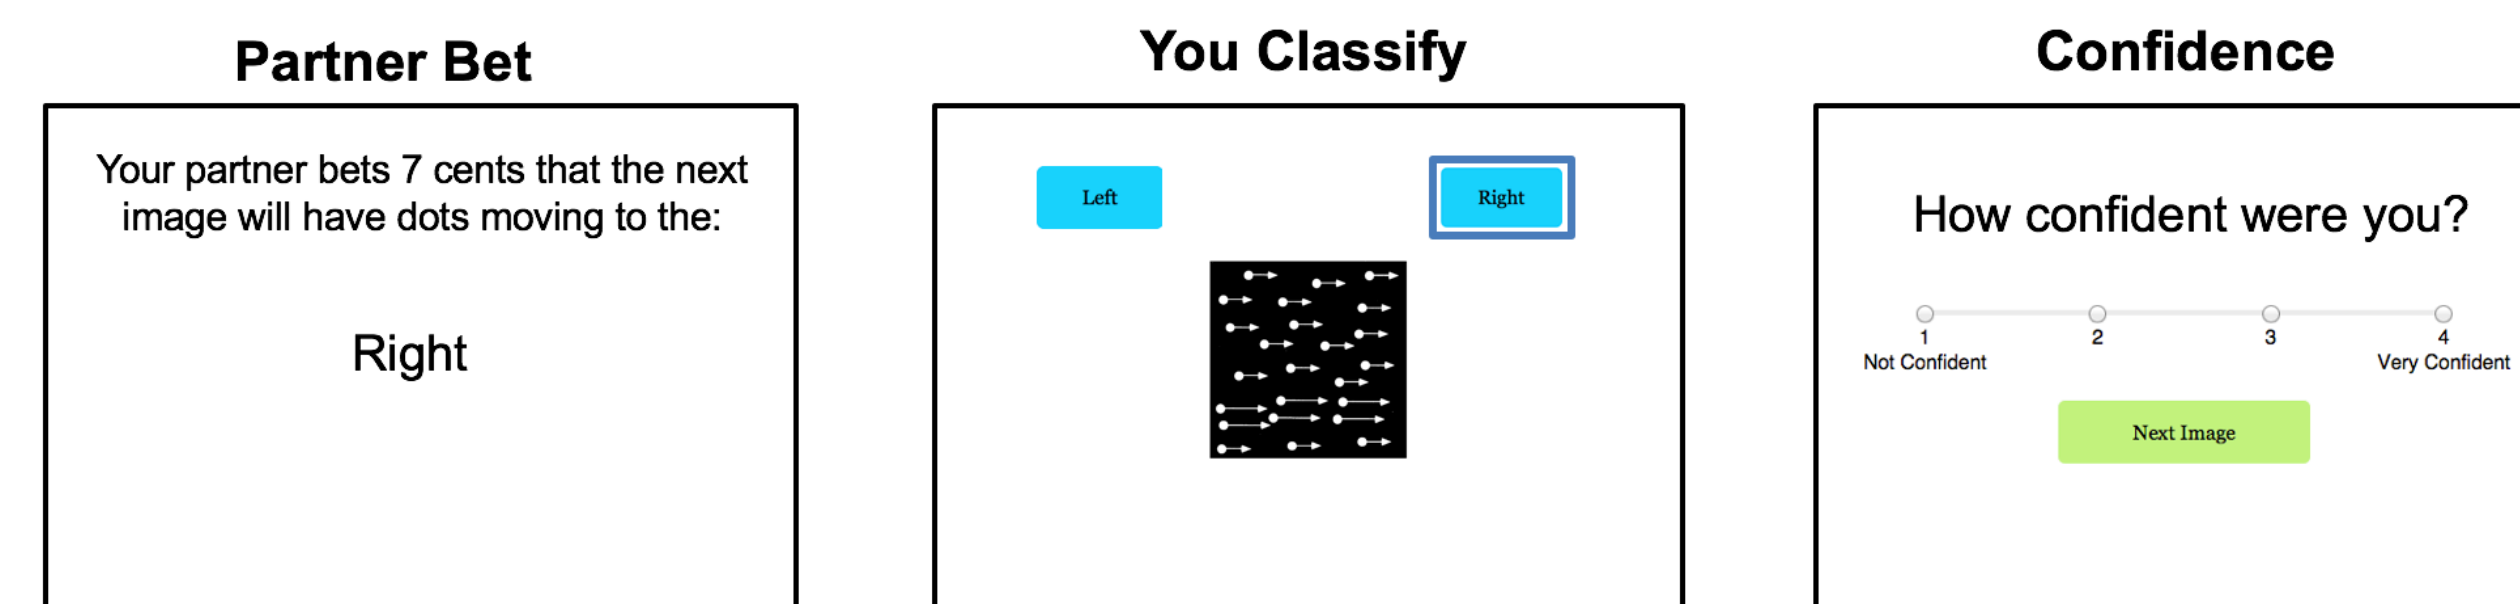 Partner Bet
Your partner bets 7 cents that the next
image will have dots moving to the:
Right
You Classify
Left
Right
Confidence
How confident were you?
1
2
3
4
Not Confident
Very Confident
Next Image